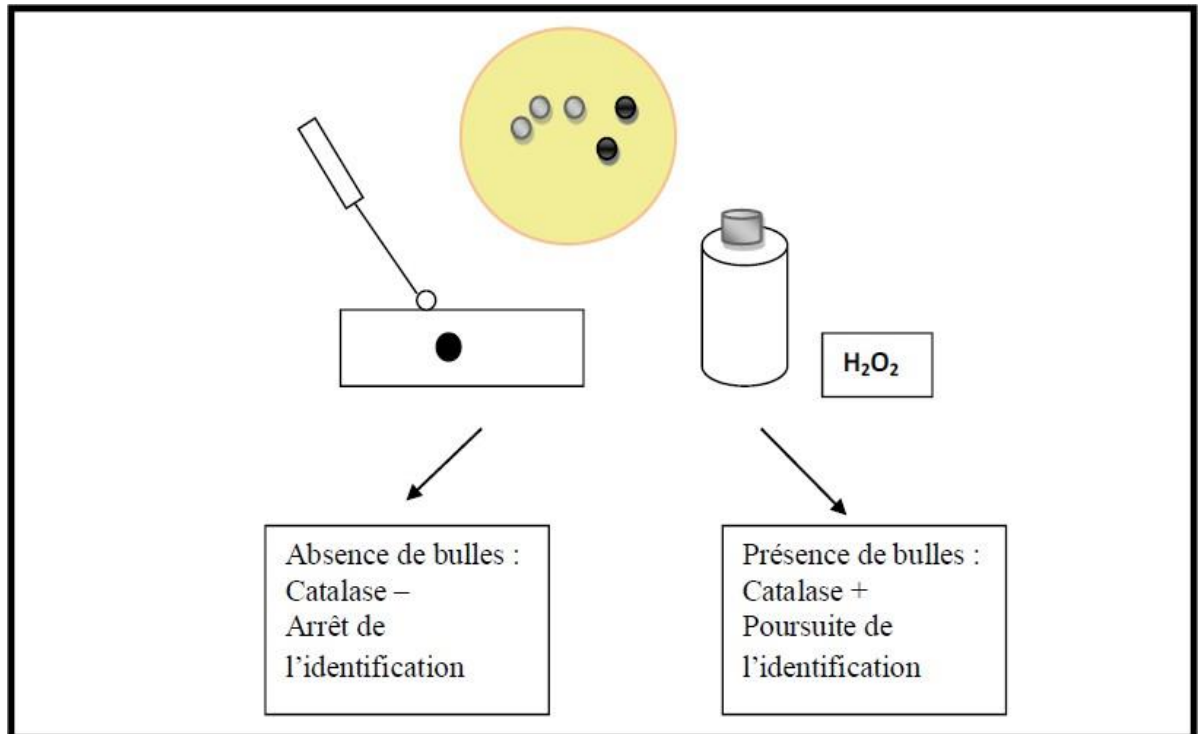 H₂O₂
Absence de bulles :
Catalase –
Arrêt de
l’identification
Présence de bulles :
Catalase +
Poursuite de
l’identification